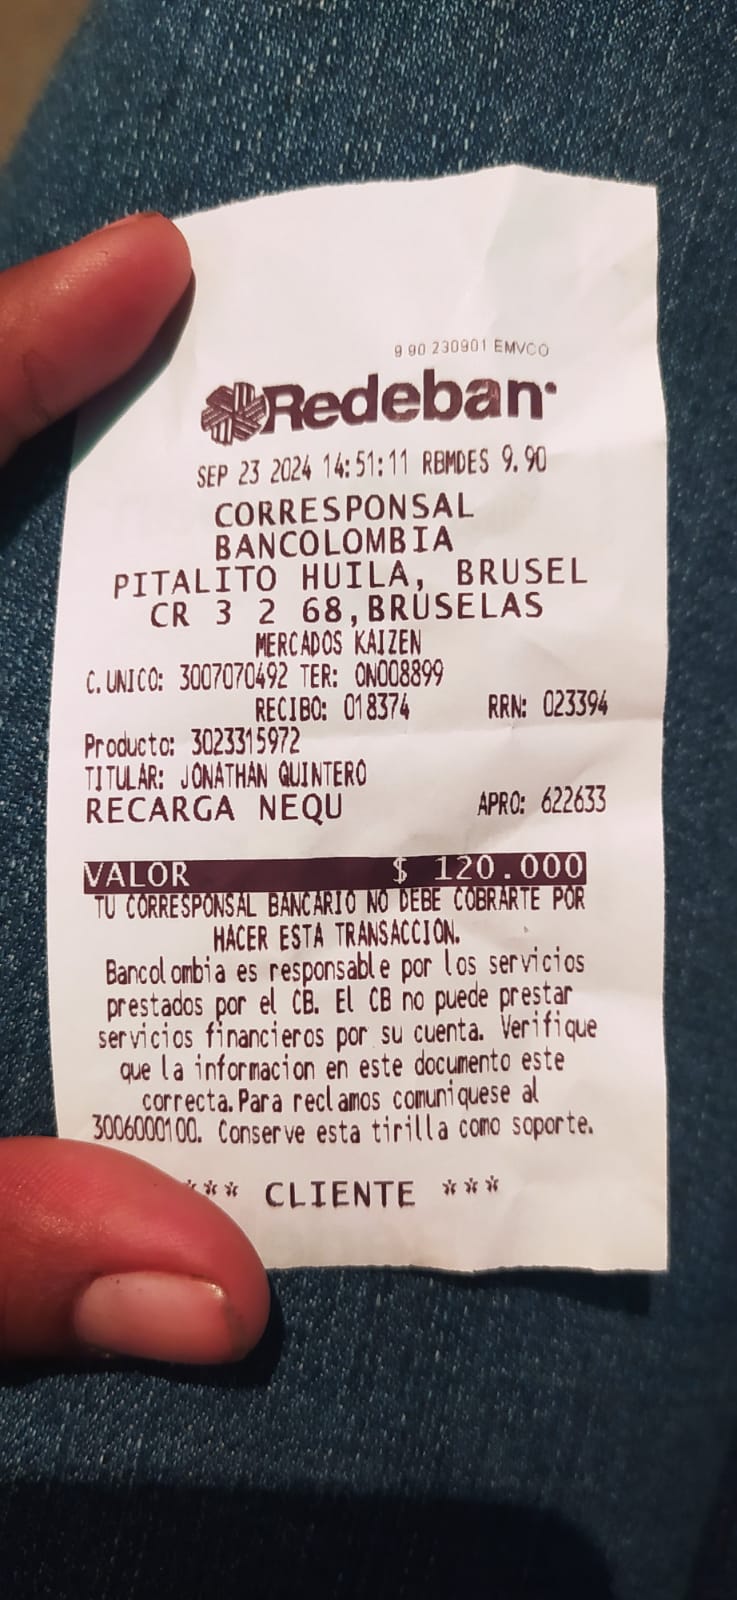 9 90 230901 EMVCO
Redeban
SEP 23 2024 14:51:11 RBMDES 9.90
CORRESPONSAL
BANCOLOMBIA
PITALITO HUILA, BRUSEL
CR 3 2 68,BRUSELAS
MERCADOS KAIZEN
C.UNICO: 3007070492 TER: 0N008899
RECIBO: 018374 RRN: 023394
Producto: 3023315972
TITULAR: JONATHAN QUINTERO
RECARGA NEQU APRO: 622633
VALOR $ 120.000
TU CORRESPONSAL BANCARIO NO DEBE COBRARTE POR
HACER ESTA TRANSACCION.
Bancolombia es responsable por los servicios
prestados por el CB. El CB no puede prestar
servicios financieros por su cuenta. Verifique
que la informacion en este documento este
correcta.Para reclamos comuniquese al
3006000100. Conserve esta tirilla como soporte.
*** CLIENTE ***